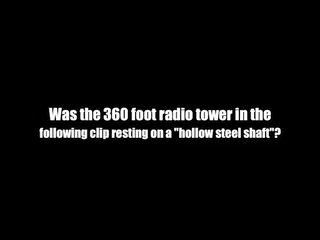 Was the 360 foot radio tower in the
following clip resting on a "hollow steel shaft"?